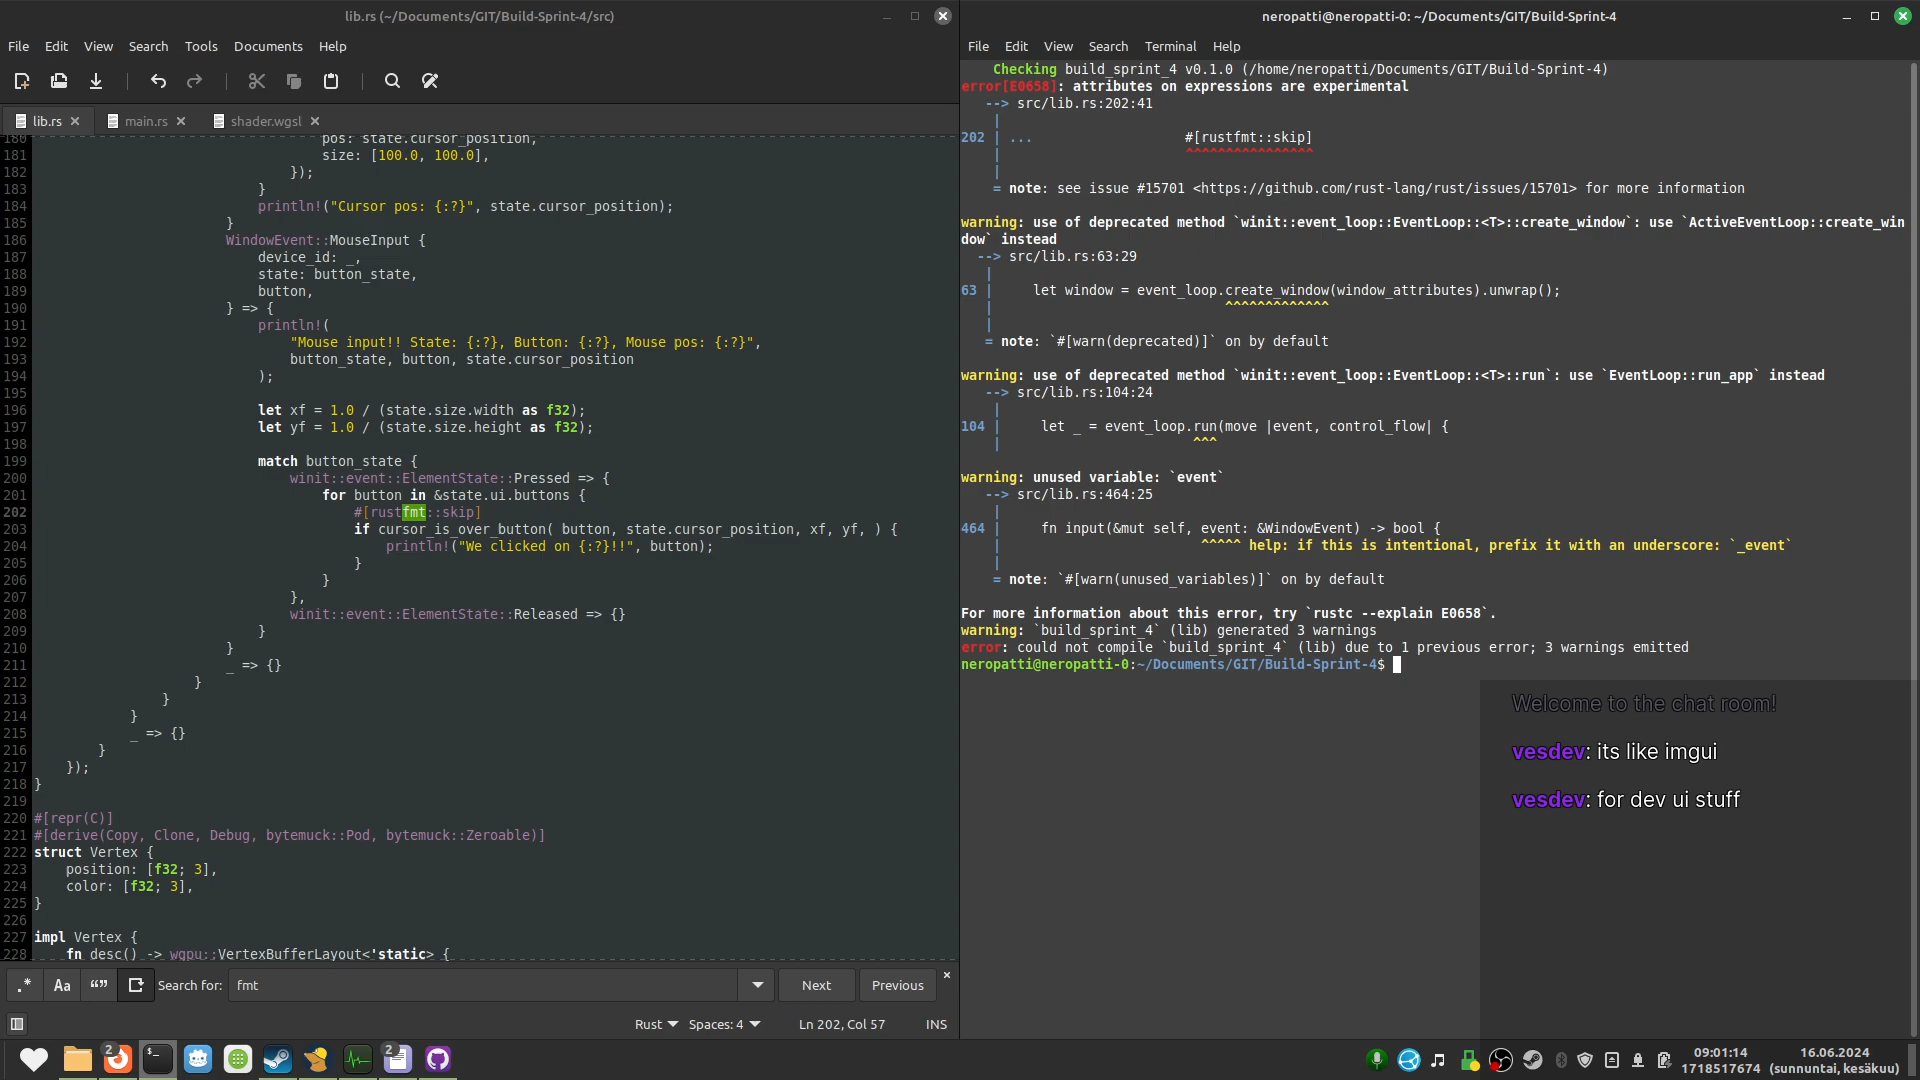 lib.rs (~/Documents/GIT/Build-Sprint-4/src)
File Edit View Search Tools Documents Help
lib.rs main.rs shader.wgsl
180 pos: state.cursor_position,
181 size: [100.0, 100.0],
182 });
183 }
184 println!("Cursor pos: {:?}", state.cursor_position);
185 }
186 WindowEvent::MouseInput {
187 device_id: _,
188 state: button_state,
189 button,
190 } => {
191 println!(
192 "Mouse input!! State: {:?}, Button: {:?}, Mouse pos: {:?}",
193 button_state, button, state.cursor_position
194 );
195
196 let xf = 1.0 / (state.size.width as f32);
197 let yf = 1.0 / (state.size.height as f32);
198
199 match button_state {
200 winit::event::ElementState::Pressed => {
201 for button in &state.ui.buttons {
202 #[rustfmt::skip]
203 if cursor_is_over_button( button, state.cursor_position, xf, yf, ) {
204 println!("We clicked on {:?}!!", button);
205 }
206 }
207 },
208 winit::event::ElementState::Released => {}
209 }
210 }
211 _ => {}
212 }
213 }
214 }
215 _ => {}
216 }
217 });
218 }
219
220 #[repr(C)]
221 #[derive(Copy, Clone, Debug, bytemuck::Pod, bytemuck::Zeroable)]
222 struct Vertex {
223 position: [f32; 3],
224 color: [f32; 3],
225 }
226
227 impl Vertex {
228 fn desc() -> wgpu::VertexBufferLayout<'static> {
.* Aa “” Search for: fmt Next Previous
Rust Spaces: 4 Ln 202, Col 57 INS
neropatti@neropatti-0: ~/Documents/GIT/Build-Sprint-4
File Edit View Search Terminal Help
Checking build_sprint_4 v0.1.0 (/home/neropatti/Documents/GIT/Build-Sprint-4)
error[E0658]: attributes on expressions are experimental
--> src/lib.rs:202:41
|
202 | ... #[rustfmt::skip]
| ^^^^^^^^^^^^^^^^
|
= note: see issue #15701 <https://github.com/rust-lang/rust/issues/15701> for more information
warning: use of deprecated method `winit::event_loop::EventLoop::<T>::create_window`: use `ActiveEventLoop::create_win
dow` instead
--> src/lib.rs:63:29
|
63 | let window = event_loop.create_window(window_attributes).unwrap();
| ^^^^^^^^^^^^^
|
= note: `#[warn(deprecated)]` on by default
warning: use of deprecated method `winit::event_loop::EventLoop::<T>::run`: use `EventLoop::run_app` instead
--> src/lib.rs:104:24
|
104 | let _ = event_loop.run(move |event, control_flow| {
| ^^^
warning: unused variable: `event`
--> src/lib.rs:464:25
|
464 | fn input(&mut self, event: &WindowEvent) -> bool {
| ^^^^^ help: if this is intentional, prefix it with an underscore: `_event`
|
= note: `#[warn(unused_variables)]` on by default
For more information about this error, try `rustc --explain E0658`.
warning: `build_sprint_4` (lib) generated 3 warnings
error: could not compile `build_sprint_4` (lib) due to 1 previous error; 3 warnings emitted
neropatti@neropatti-0:~/Documents/GIT/Build-Sprint-4$
Welcome to the chat room!
vesdev: its like imgui
vesdev: for dev ui stuff
2 2
09:01:14 16.06.2024
1718517674 (sunnuntai, kesäkuu)